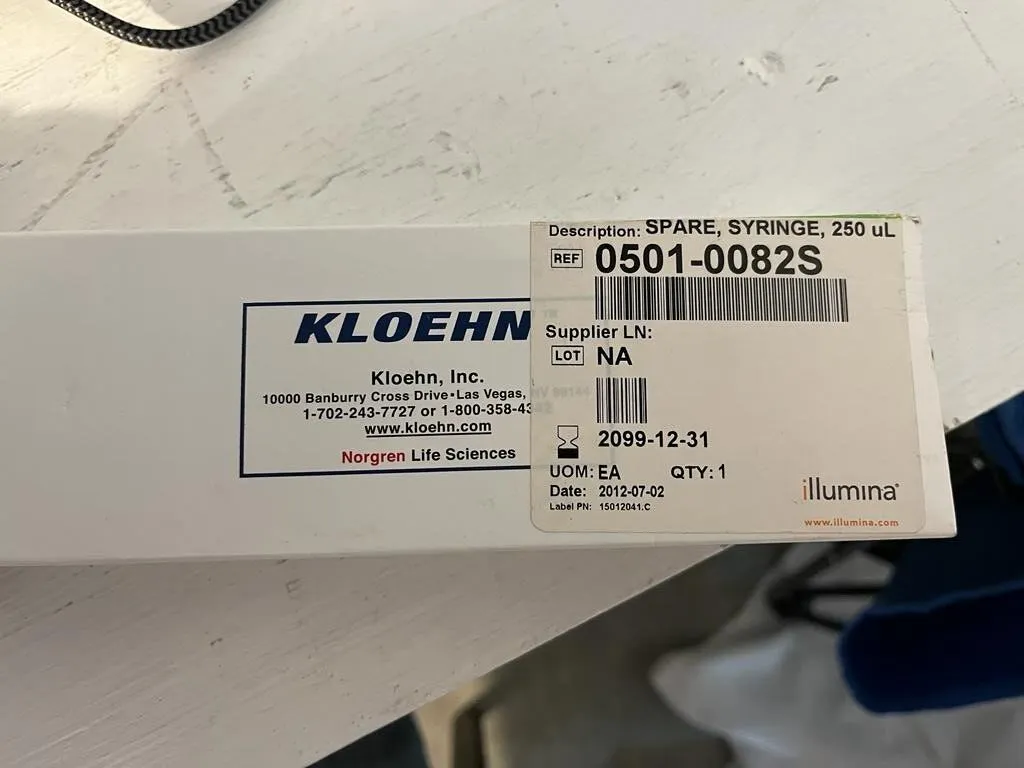 KLOEHN
Kloehn, Inc.
10000 Banburry Cross Drive▪Las Vegas,
1-702-243-7727 or 1-800-358-43
www.kloehn.com
Norgren Life Sciences
Description: SPARE, SYRINGE, 250 uL
REF 0501-0082S
Supplier LN:
LOT NA
2099-12-31
UOM: EA QTY: 1
Date: 2012-07-02
Label PN: 15012041.C
illumina®
www.illumina.com